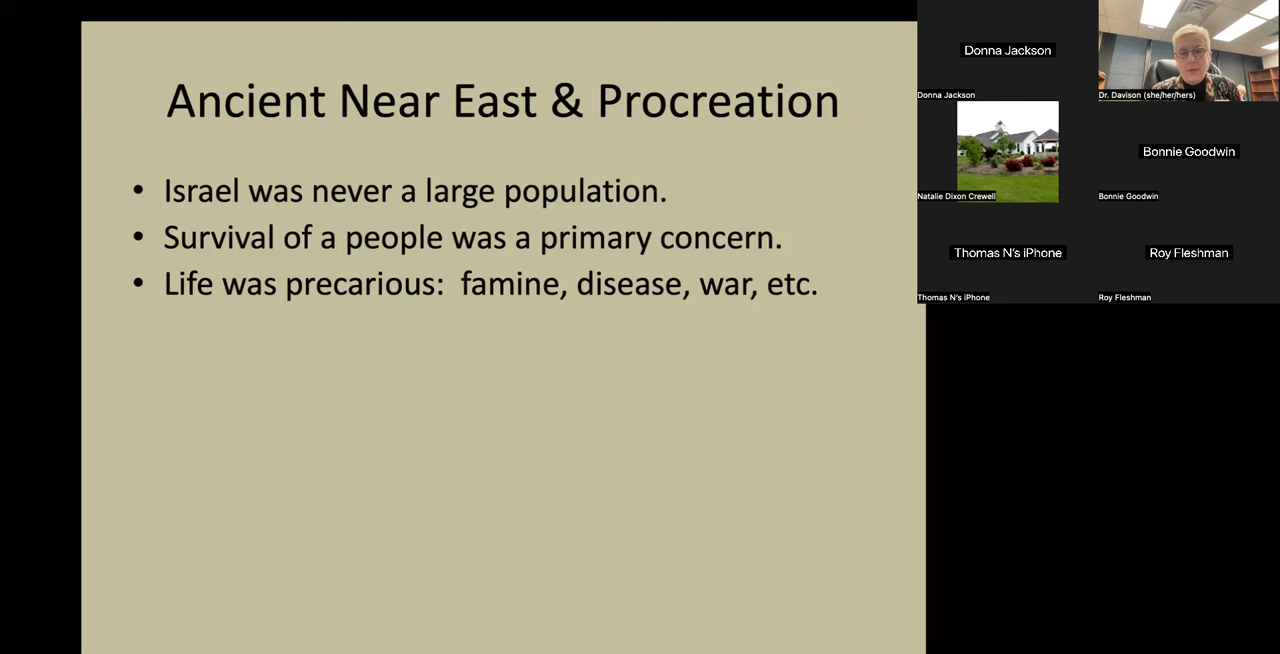 Ancient Near East & Procreation
• Israel was never a large population.
• Survival of a people was a primary concern.
• Life was precarious:  famine, disease, war, etc.
Donna Jackson
Donna Jackson
Dr. Davison (she/her/hers)
Natalie Dixon Crewell
Bonnie Goodwin
Bonnie Goodwin
Thomas N's iPhone
Thomas N's iPhone
Roy Fleshman
Roy Fleshman